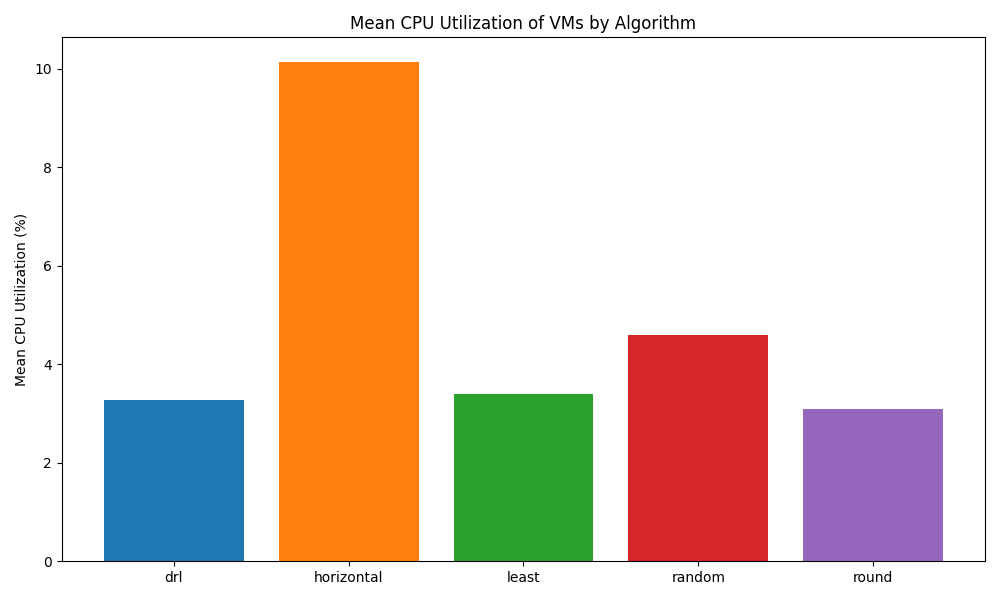 Mean CPU Utilization of VMs by Algorithm
Mean CPU Utilization (%)
10
8
6
4
2
0
drl horizontal least random round